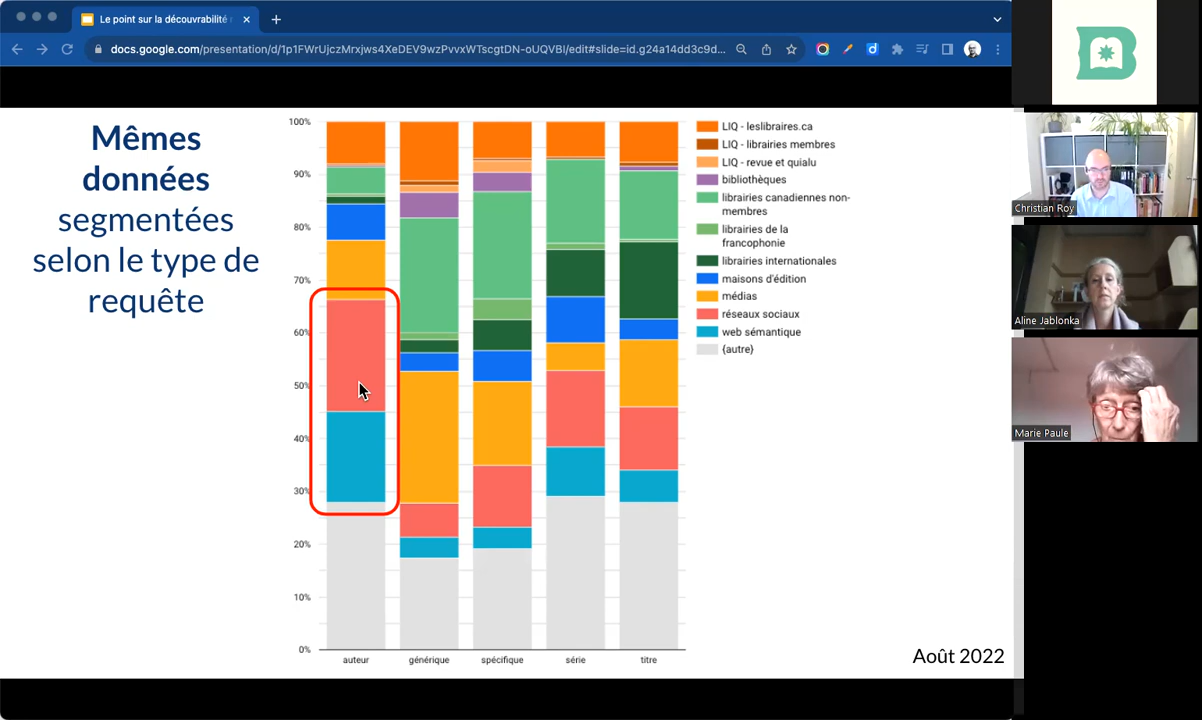 Le point sur la découvrabilité
docs.google.com/presentation/d/1p1FWrUjczMrxjws4XeDEV9wzPvvxWTscgtDN-oUQVBI/edit#slide=id.g24a14dd3c9d...
Mêmes
données
segmentées
selon le type de
requête
100%
90%
80%
70%
60%
50%
40%
30%
20%
10%
0%
auteur
générique
spécifique
série
titre
LIQ - leslibraires.ca
LIQ - librairies membres
LIQ - revue et quialu
bibliothèques
librairies canadiennes non-
membres
librairies de la
francophonie
librairies internationales
maisons d'édition
médias
réseaux sociaux
web sémantique
(autre)
Août 2022
Christian Roy
Aline Jablonka
Marie Paule